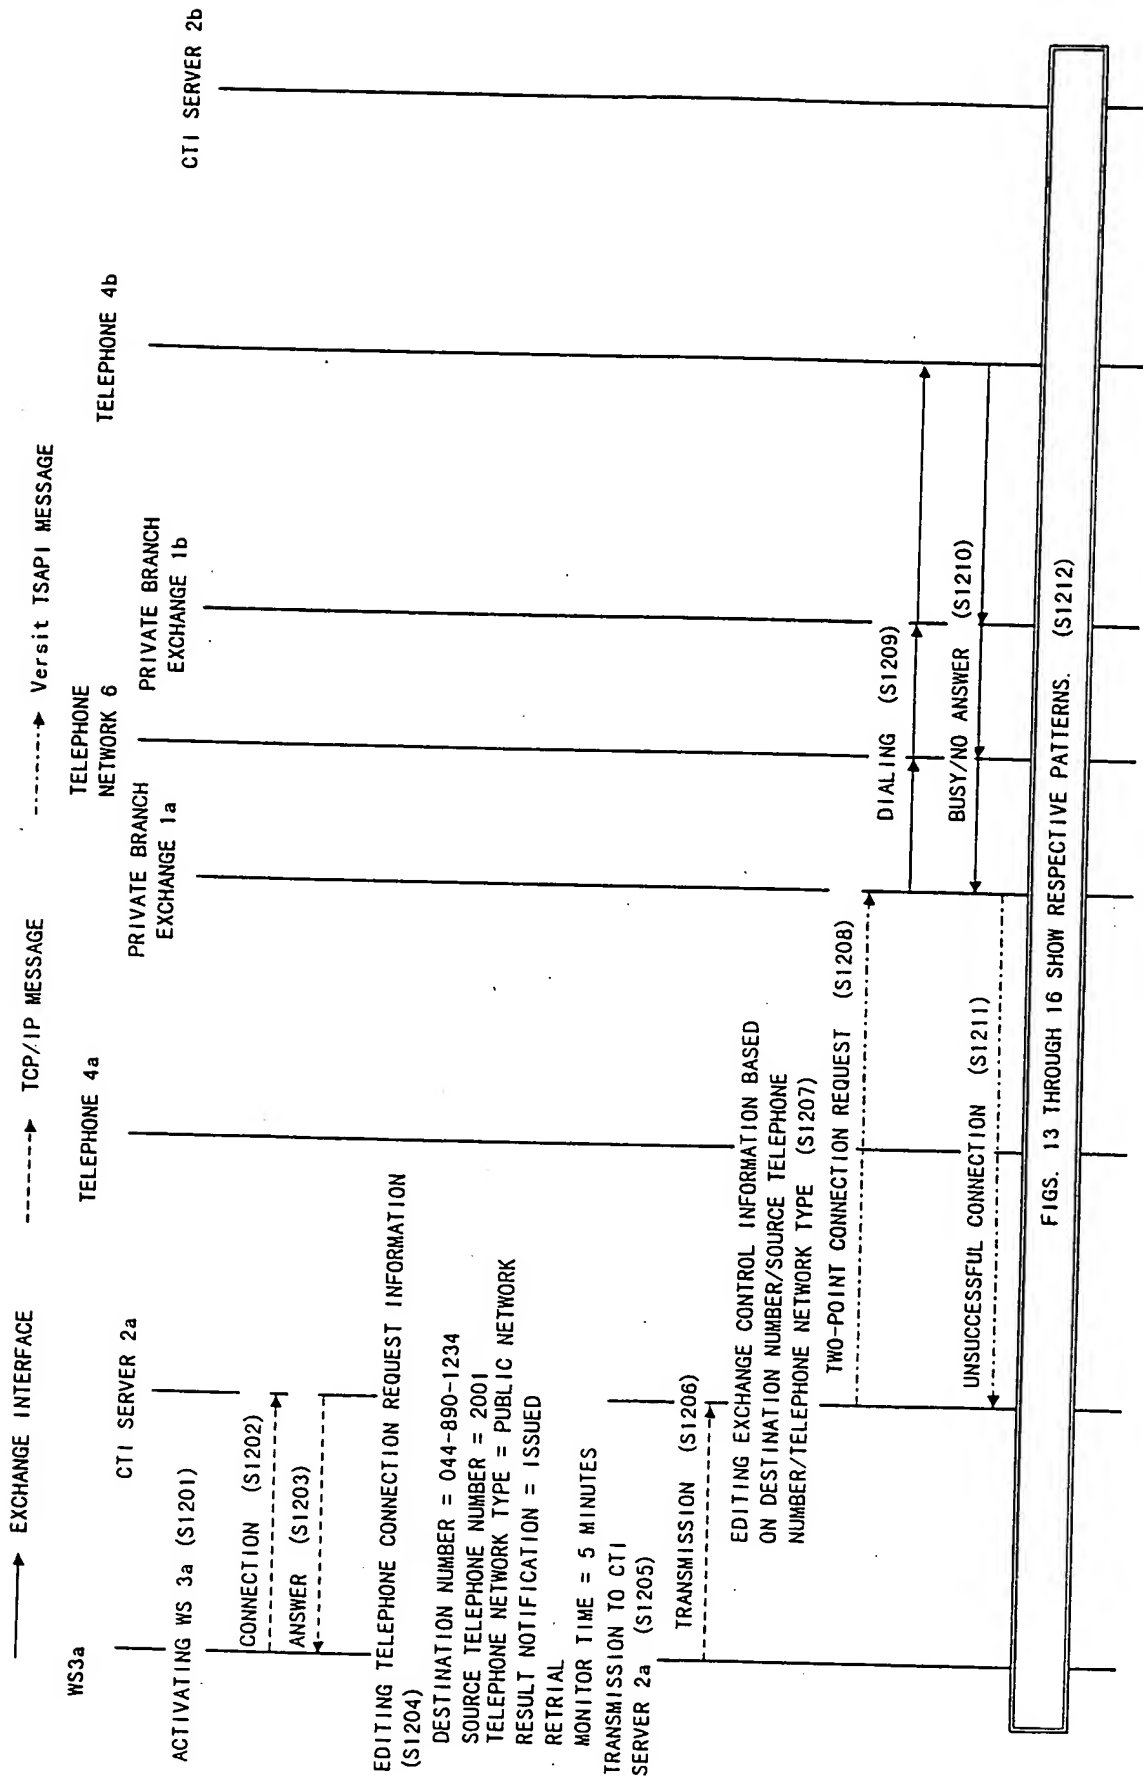 EXCHANGE INTERFACE
TCP/IP MESSAGE
Versit TSAPI MESSAGE
WS3a
CTI SERVER 2a
TELEPHONE 4a
PRIVATE BRANCH
EXCHANGE 1a
TELEPHONE
NETWORK 6
PRIVATE BRANCH
EXCHANGE 1b
TELEPHONE 4b
CTI SERVER 2b
ACTIVATING WS 3a (S1201)
CONNECTION (S1202)
ANSWER (S1203)
EDITING TELEPHONE CONNECTION REQUEST INFORMATION
(S1204)
DESTINATION NUMBER = 044-890-1234
SOURCE TELEPHONE NUMBER = 2001
TELEPHONE NETWORK TYPE = PUBLIC NETWORK
RESULT NOTIFICATION = ISSUED
RETRIAL
MONITOR TIME = 5 MINUTES
TRANSMISSION TO CTI
SERVER 2a (S1205)
TRANSMISSION (S1206)
EDITING EXCHANGE CONTROL INFORMATION BASED
ON DESTINATION NUMBER/SOURCE TELEPHONE
NUMBER/TELEPHONE NETWORK TYPE (S1207)
TWO-POINT CONNECTION REQUEST (S1208)
DIALING (S1209)
BUSY/NO ANSWER (S1210)
UNSUCCESSFUL CONNECTION (S1211)
FIGS. 13 THROUGH 16 SHOW RESPECTIVE PATTERNS. (S1212)